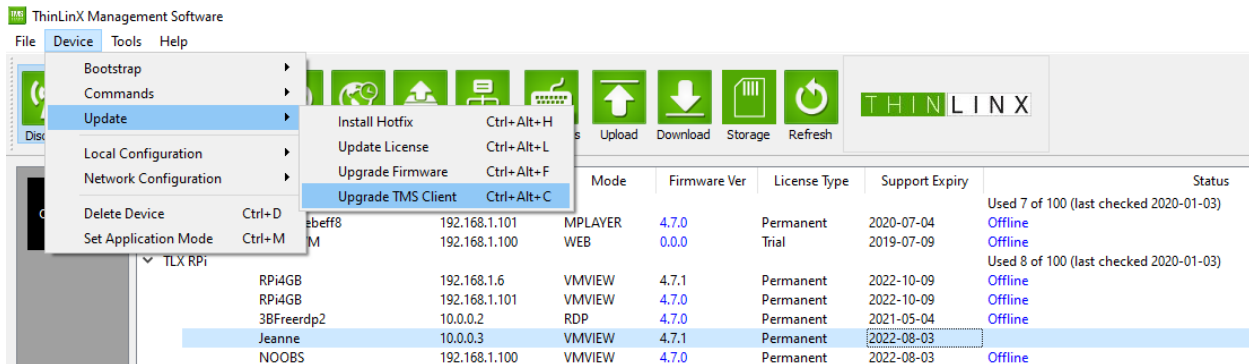 ThinLinX Management Software
File Device Tools Help
Bootstrap
Commands
Update
Local Configuration
Network Configuration
Delete Device Ctrl+D
Set Application Mode Ctrl+M
Install Hotfix Ctrl+Alt+H
Update License Ctrl+Alt+L
Upgrade Firmware Ctrl+Alt+F
Upgrade TMS Client Ctrl+Alt+C
Upload Download Storage Refresh
THINLINX
Mode Firmware Ver License Type Support Expiry Status
Used 7 of 100 (last checked 2020-01-03)
ebeff8 192.168.1.101 MPLAYER 4.7.0 Permanent 2020-07-04 Offline
192.168.1.100 WEB 0.0.0 Trial 2019-07-09 Offline
TLX RPi Used 8 of 100 (last checked 2020-01-03)
RPi4GB 192.168.1.6 VMVIEW 4.7.1 Permanent 2022-10-09 Offline
RPi4GB 192.168.1.101 VMVIEW 4.7.0 Permanent 2022-10-09 Offline
3BFreerdp2 10.0.0.2 RDP 4.7.0 Permanent 2021-05-04 Offline
Jeanne 10.0.0.3 VMVIEW 4.7.1 Permanent 2022-08-03
NOOBS 192.168.1.100 VMVIEW 4.7.0 Permanent 2022-08-03 Offline